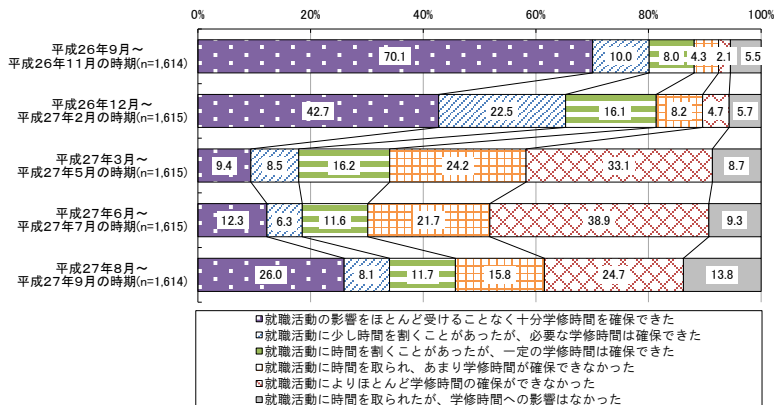 0% 20% 40% 60% 80% 100%
平成26年9月～
平成26年11月の時期(n=1,614)
70.1 10.0 8.0 4.3 2.1 5.5
平成26年12月～
平成27年2月の時期(n=1,615)
42.7 22.5 16.1 8.2 4.7 5.7
平成27年3月～
平成27年5月の時期(n=1,615)
9.4 8.5 16.2 24.2 33.1 8.7
平成27年6月～
平成27年7月の時期(n=1,615)
12.3 6.3 11.6 21.7 38.9 9.3
平成27年8月～
平成27年9月の時期(n=1,614)
26.0 8.1 11.7 15.8 24.7 13.8
就職活動の影響をほとんど受けることなく十分学修時間を確保できた
就職活動に少し時間を割くことがあったが、必要な学修時間は確保できた
就職活動に時間を割くことがあったが、一定の学修時間は確保できた
就職活動に時間を取られ、あまり学修時間が確保できなかった
就職活動によりほとんど学修時間の確保ができなかった
就職活動に時間を取られたが、学修時間への影響はなかった